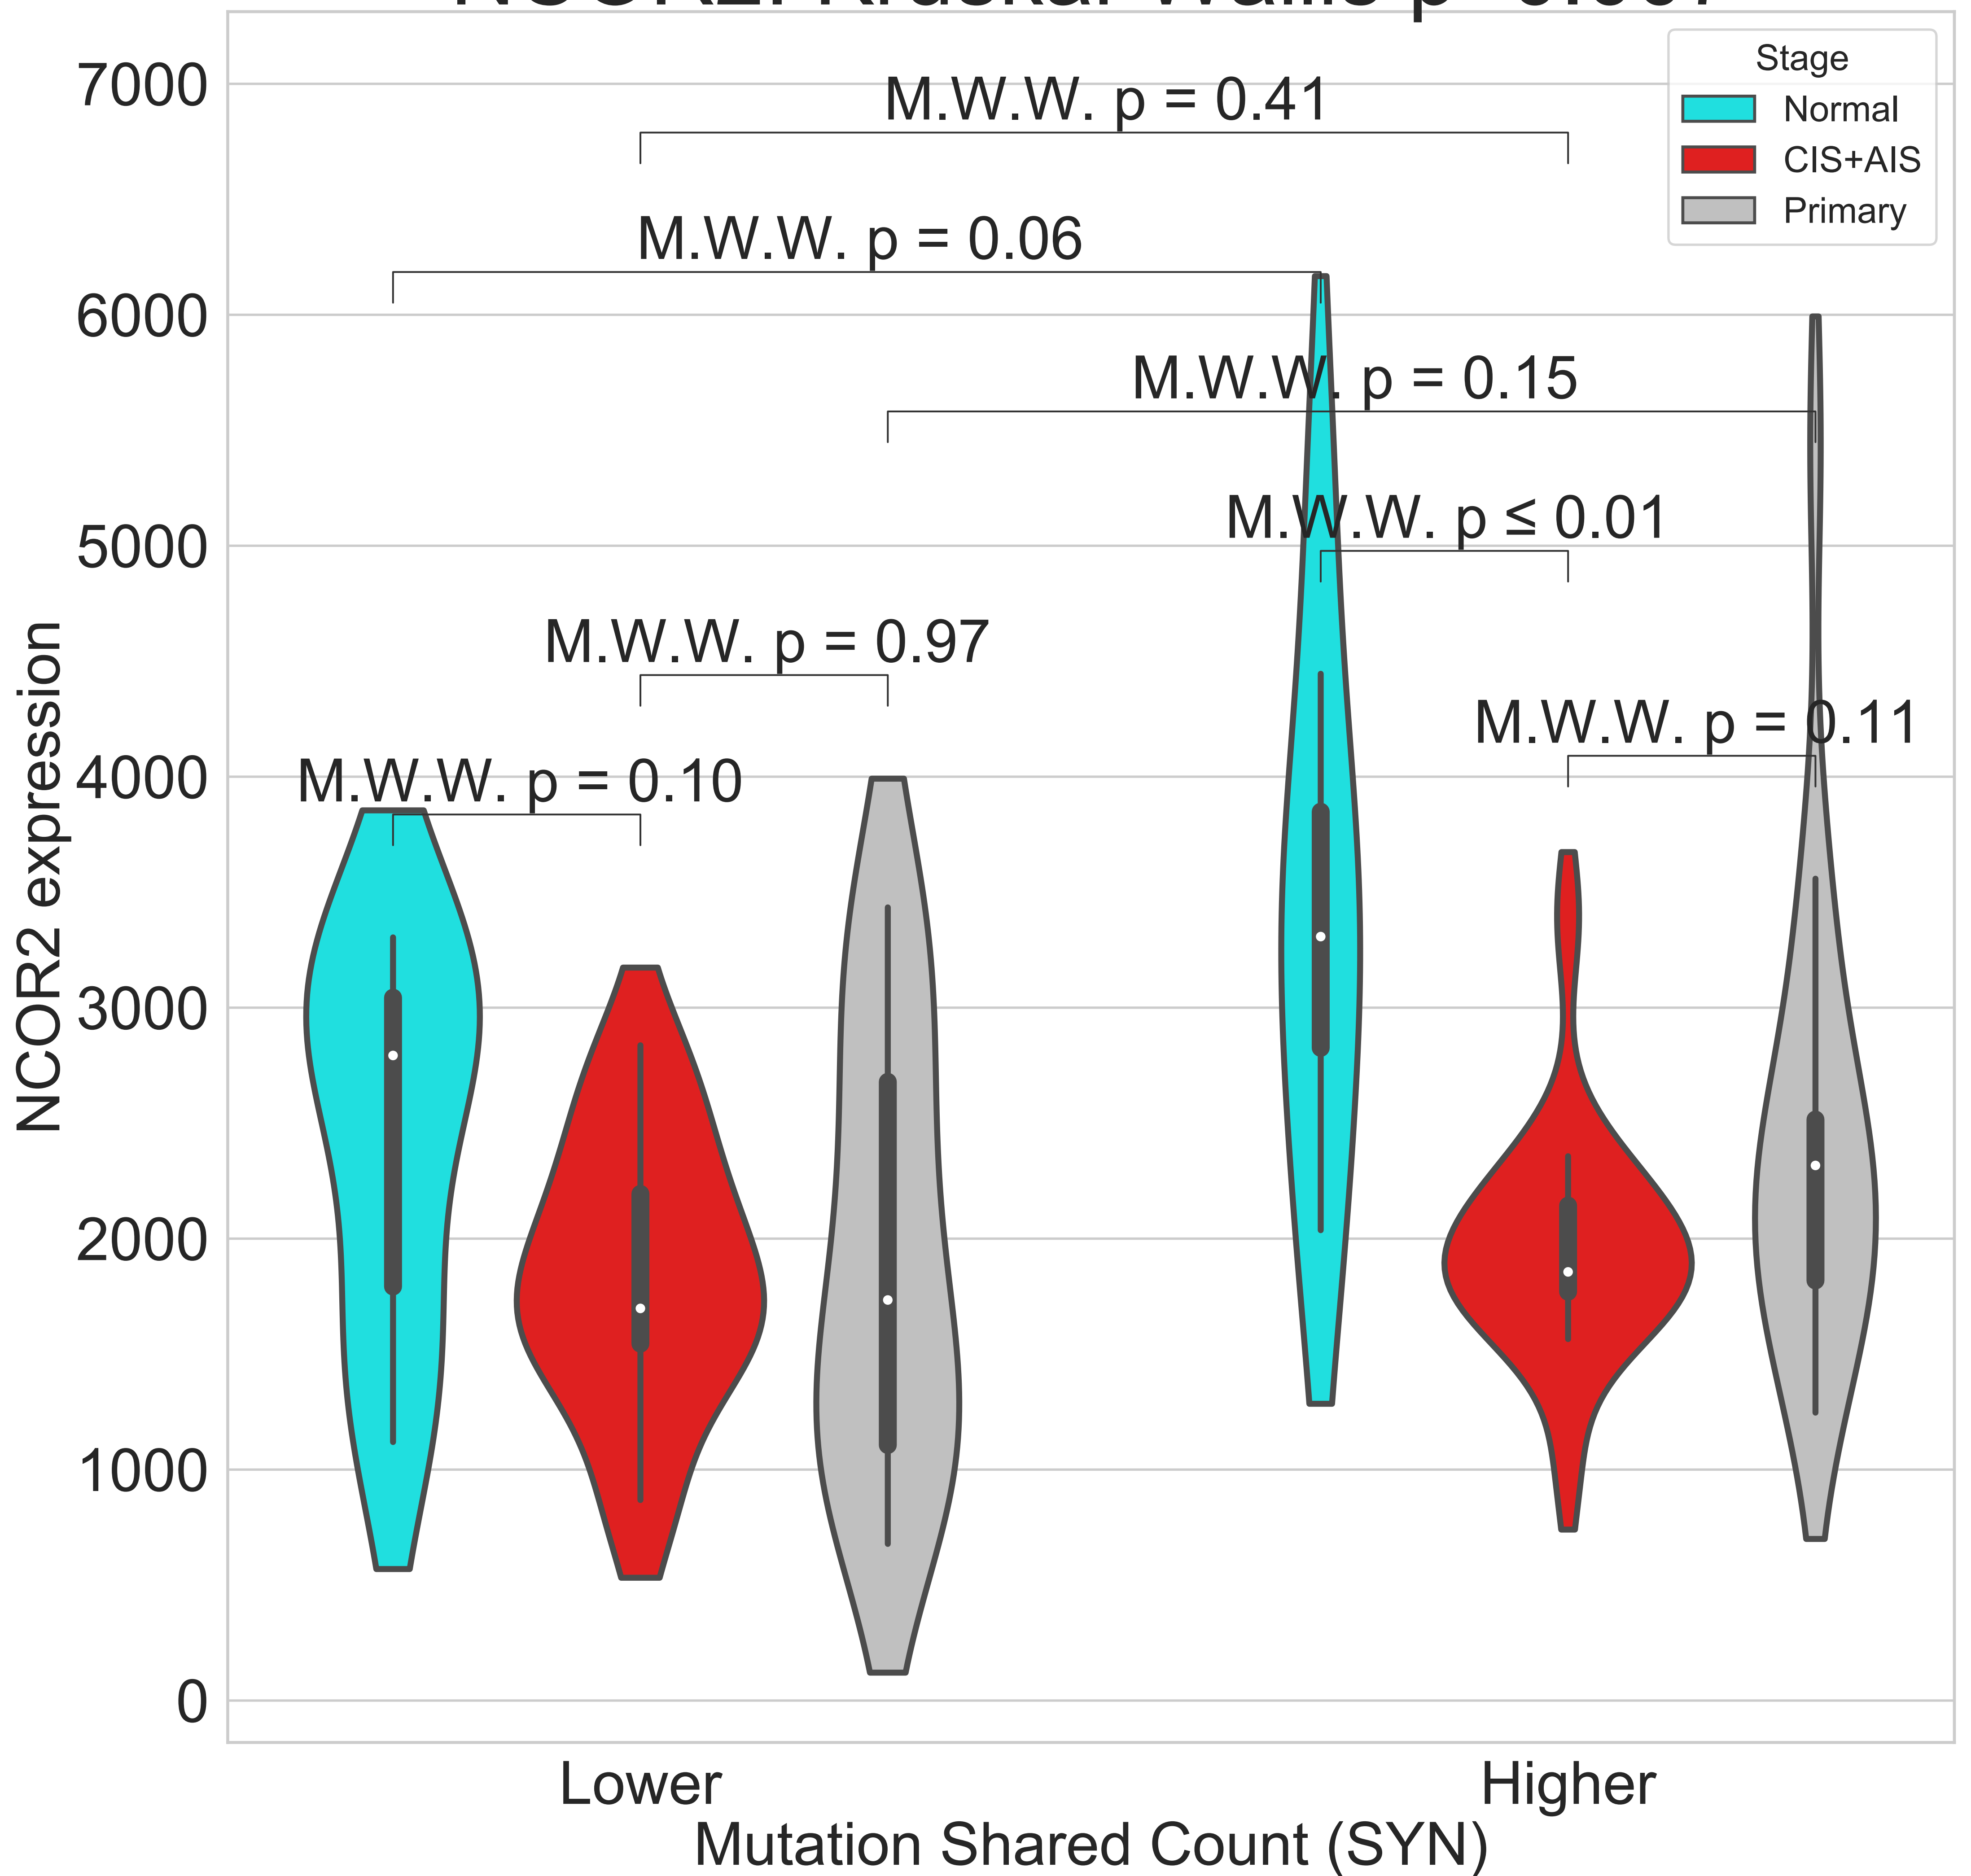 Stage
Normal
CIS+AIS
Primary
7000
6000
5000
4000
3000
2000
1000
0
NCOR2 expression
M.W.W. p = 0.41
M.W.W. p = 0.06
M.W.W. p = 0.15
M.W.W. p ≤ 0.01
M.W.W. p = 0.97
M.W.W. p = 0.11
M.W.W. p = 0.10
Lower
Higher
Mutation Shared Count (SYN)